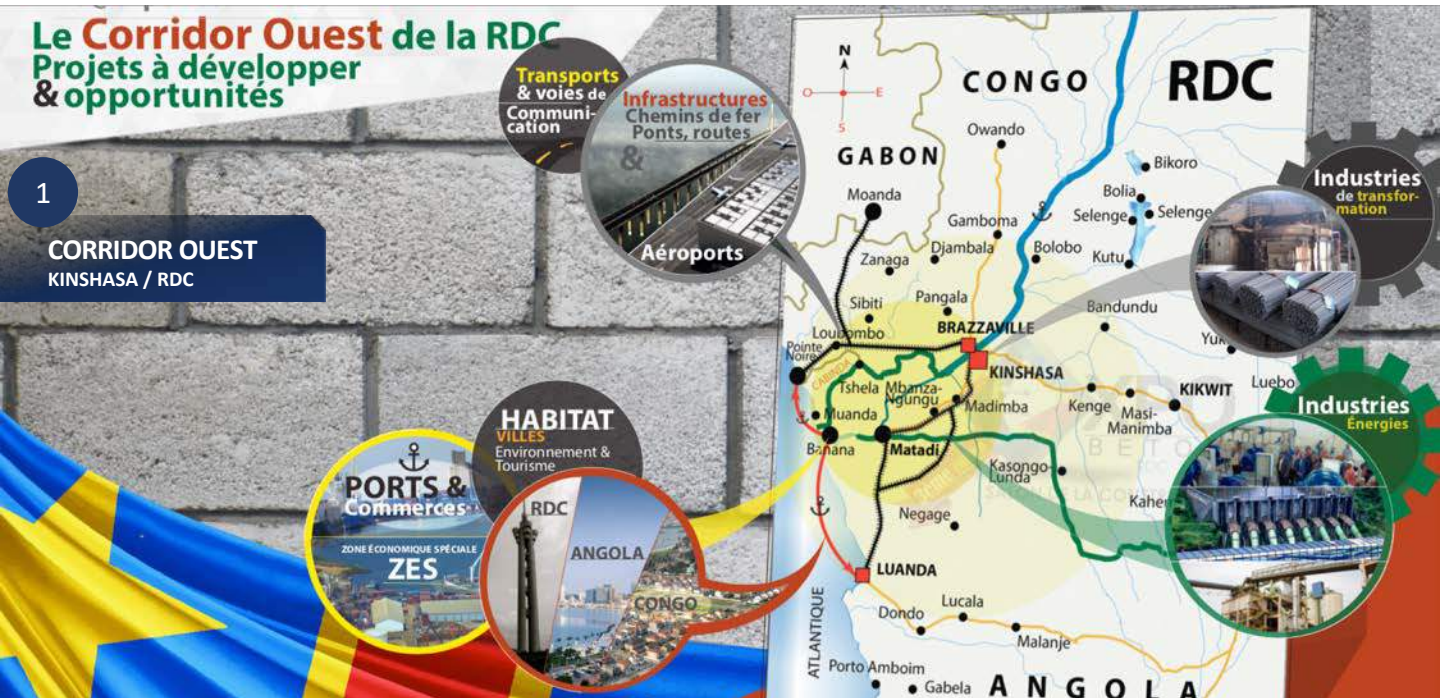 Le Corridor Ouest de la RDC
Projets à développer
& opportunités
1
CORRIDOR OUEST
KINSHASA / RDC
Transports
& voies de
Communi-
cation
Infrastructures
Chemins de fer
Ponts, routes
&
Aéroports
HABITAT
VILLES
Environnement &
Tourisme
RDC
ANGOLA
CONGO
PORTS &
Commerces
ZONE ÉCONOMIQUE SPÉCIALE
ZES
Industries
de transfor-
mation
Industries
Énergies
N
O
E
S
CONGO
RDC
GABON
Owando
Bikoro
Moanda
Bolia
Selenge
Selenge
Gamboma
Djambala
Bolobo
Zanaga
Kutu
Sibiti
Pangala
Bandundu
Loubombo
BRAZZAVILLE
Pointe
Noire
KINSHASA
CABINDA
Tshela
Mbanza-
Ngungu
Madimba
Kenge
Masi-
Manimba
KIKWIT
Luebo
Muanda
Banana
Matadi
Kasongo-
Lunda
Negage
LUANDA
Dondo
Lucala
Malanje
ATLANTIQUE
Porto Amboim
Gabela
ANGOLA